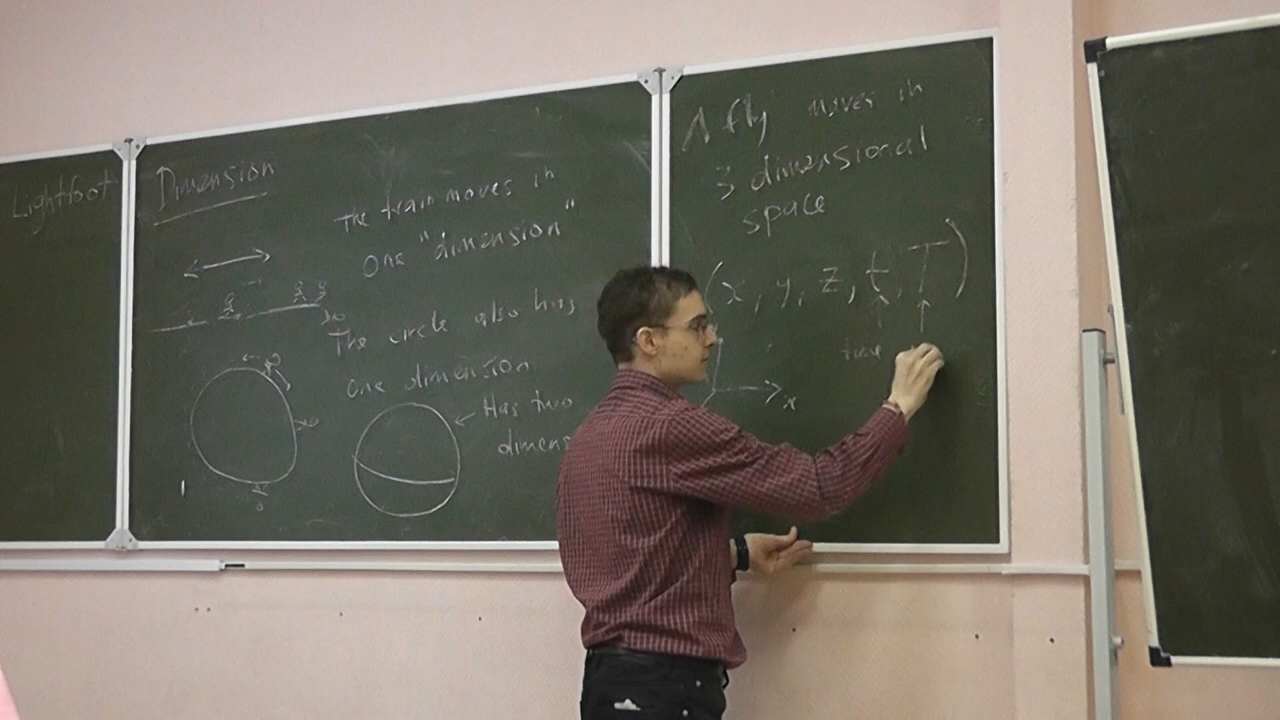 Lightfoot
Dimension
The train moves in
one "dimension"
The circle also has
one dimension
Has two
dimens
A fly moves in
3 dimensional
space
(x, y, z, t, T)
time
x